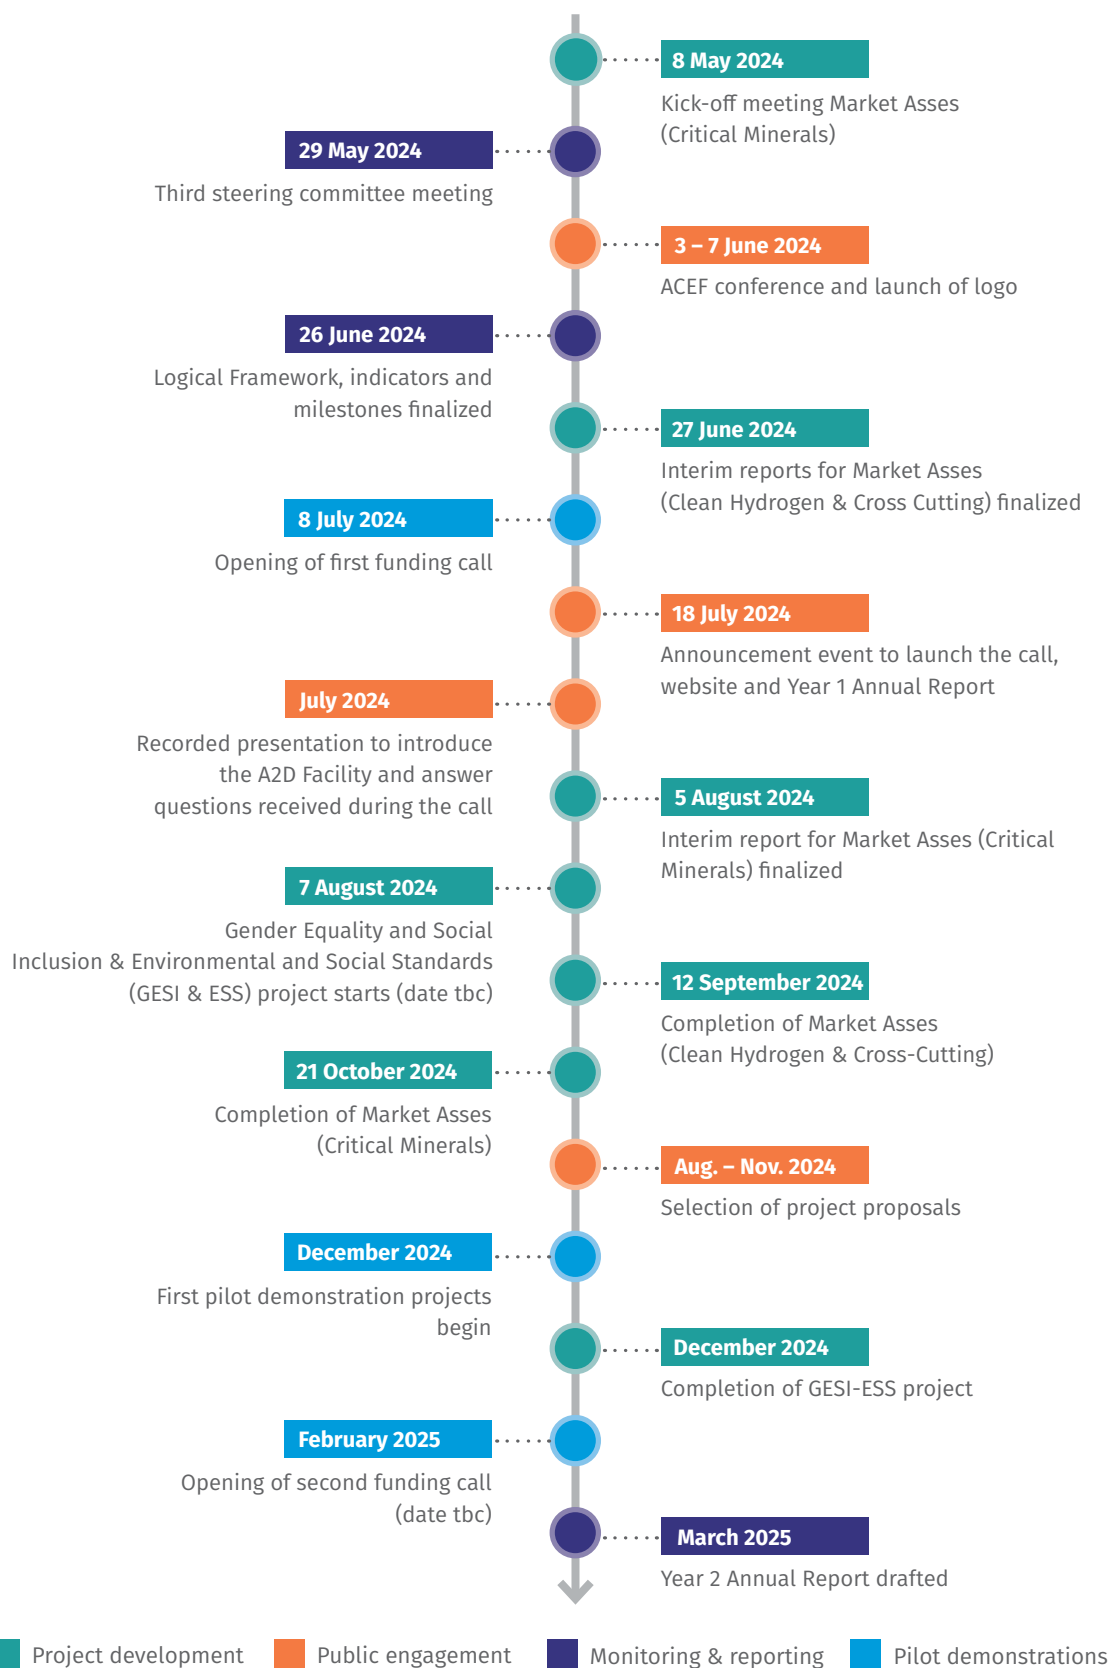 8 May 2024
Kick-off meeting Market Asses
(Critical Minerals)
29 May 2024
Third steering committee meeting
3 – 7 June 2024
ACEF conference and launch of logo
26 June 2024
Logical Framework, indicators and
milestones finalized
27 June 2024
Interim reports for Market Asses
(Clean Hydrogen & Cross Cutting) finalized
8 July 2024
Opening of first funding call
18 July 2024
Announcement event to launch the call,
website and Year 1 Annual Report
July 2024
Recorded presentation to introduce
the A2D Facility and answer
questions received during the call
5 August 2024
Interim report for Market Asses (Critical
Minerals) finalized
7 August 2024
Gender Equality and Social
Inclusion & Environmental and Social Standards
(GESI & ESS) project starts (date tbc)
12 September 2024
Completion of Market Asses
(Clean Hydrogen & Cross-Cutting)
21 October 2024
Completion of Market Asses
(Critical Minerals)
Aug. – Nov. 2024
Selection of project proposals
December 2024
First pilot demonstration projects
begin
December 2024
Completion of GESI-ESS project
February 2025
Opening of second funding call
(date tbc)
March 2025
Year 2 Annual Report drafted
Project development
Public engagement
Monitoring & reporting
Pilot demonstrations